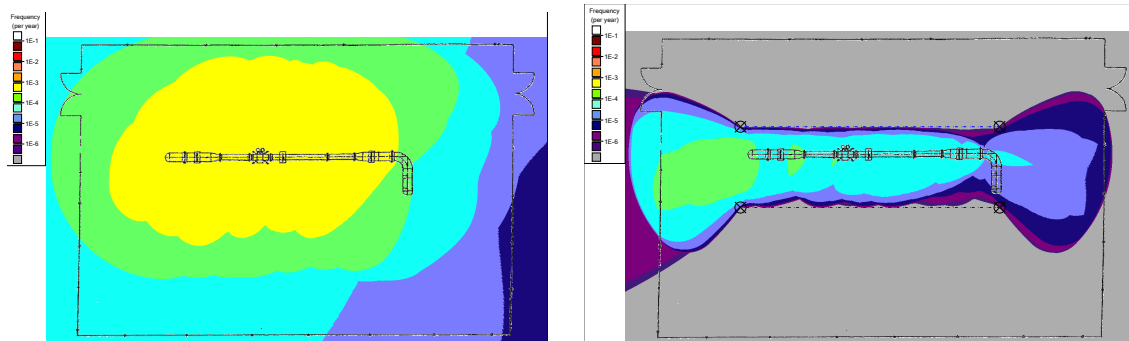 Frequency
(per year)
1E-1
1E-2
1E-3
1E-4
1E-5
1E-6
Frequency
(per year)
1E-1
1E-2
1E-3
1E-4
1E-5
1E-6